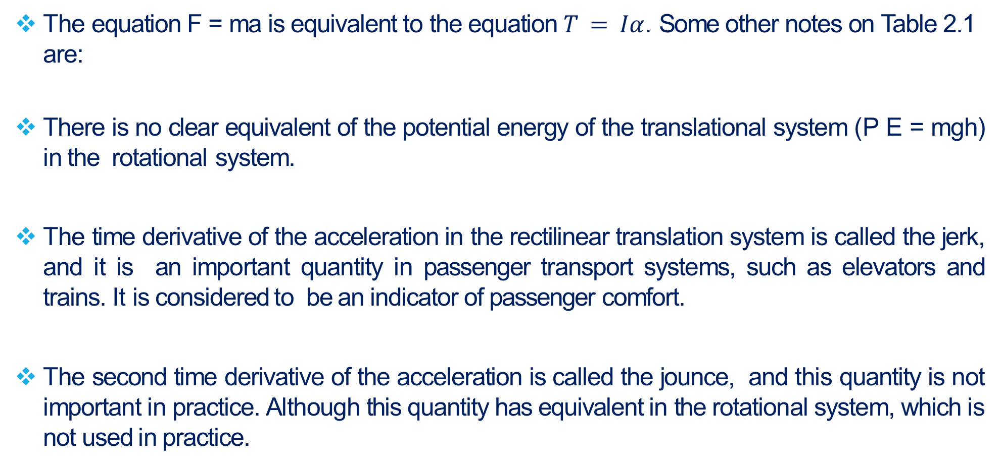 ❖ The equation F = ma is equivalent to the equation T = Iα. Some other notes on Table 2.1
are:
❖ There is no clear equivalent of the potential energy of the translational system (P E = mgh)
in the rotational system.
❖ The time derivative of the acceleration in the rectilinear translation system is called the jerk,
and it is an important quantity in passenger transport systems, such as elevators and
trains. It is considered to be an indicator of passenger comfort.
❖ The second time derivative of the acceleration is called the jounce, and this quantity is not
important in practice. Although this quantity has equivalent in the rotational system, which is
not used in practice.